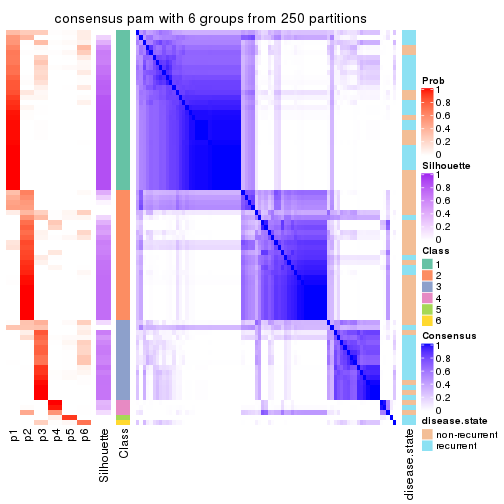 consensus pam with 6 groups from 250 partitions
Prob
1
0.8
0.6
0.4
0.2
0
Silhouette
1
0.8
0.6
0.4
0.2
0
Class
1
2
3
4
5
6
Consensus
1
0.8
0.6
0.4
0.2
0
disease.state
non-recurrent
recurrent
p1
p2
p3
p4
p5
p6
Silhouette
Class
disease.state